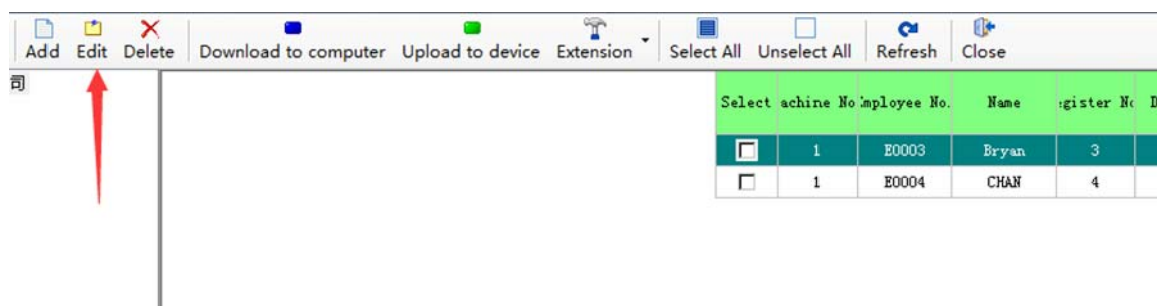 Add Edit Delete Download to computer Upload to device Extension Select All Unselect All Refresh Close
司
Select achine No mployee No. Name gister No D
1 E0003 Bryan 3
1 E0004 CHAN 4